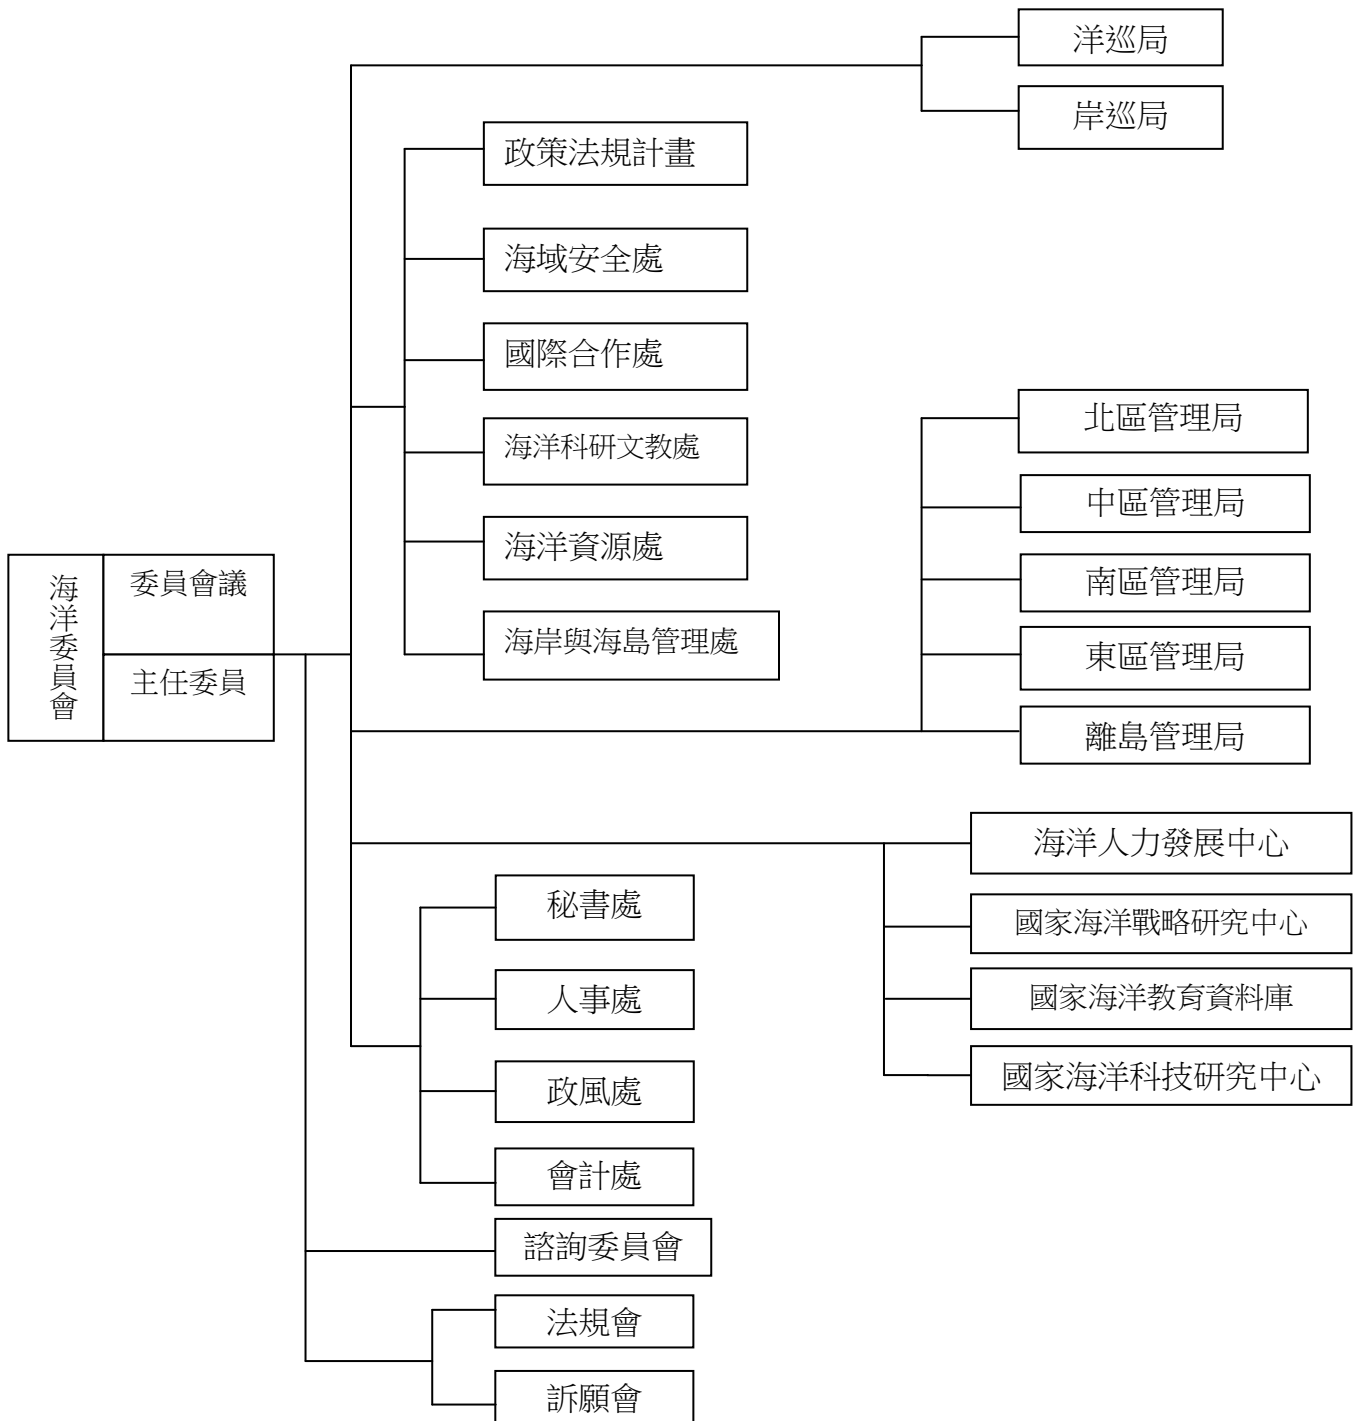 洋巡局
岸巡局
政策法規計畫
海域安全處
國際合作處
海洋科研文教處
海洋資源處
海岸與海島管理處
北區管理局
中區管理局
南區管理局
東區管理局
離島管理局
海洋委員會
委員會議
主任委員
海洋人力發展中心
國家海洋戰略研究中心
國家海洋教育資料庫
國家海洋科技研究中心
秘書處
人事處
政風處
會計處
諮詢委員會
法規會
訴願會